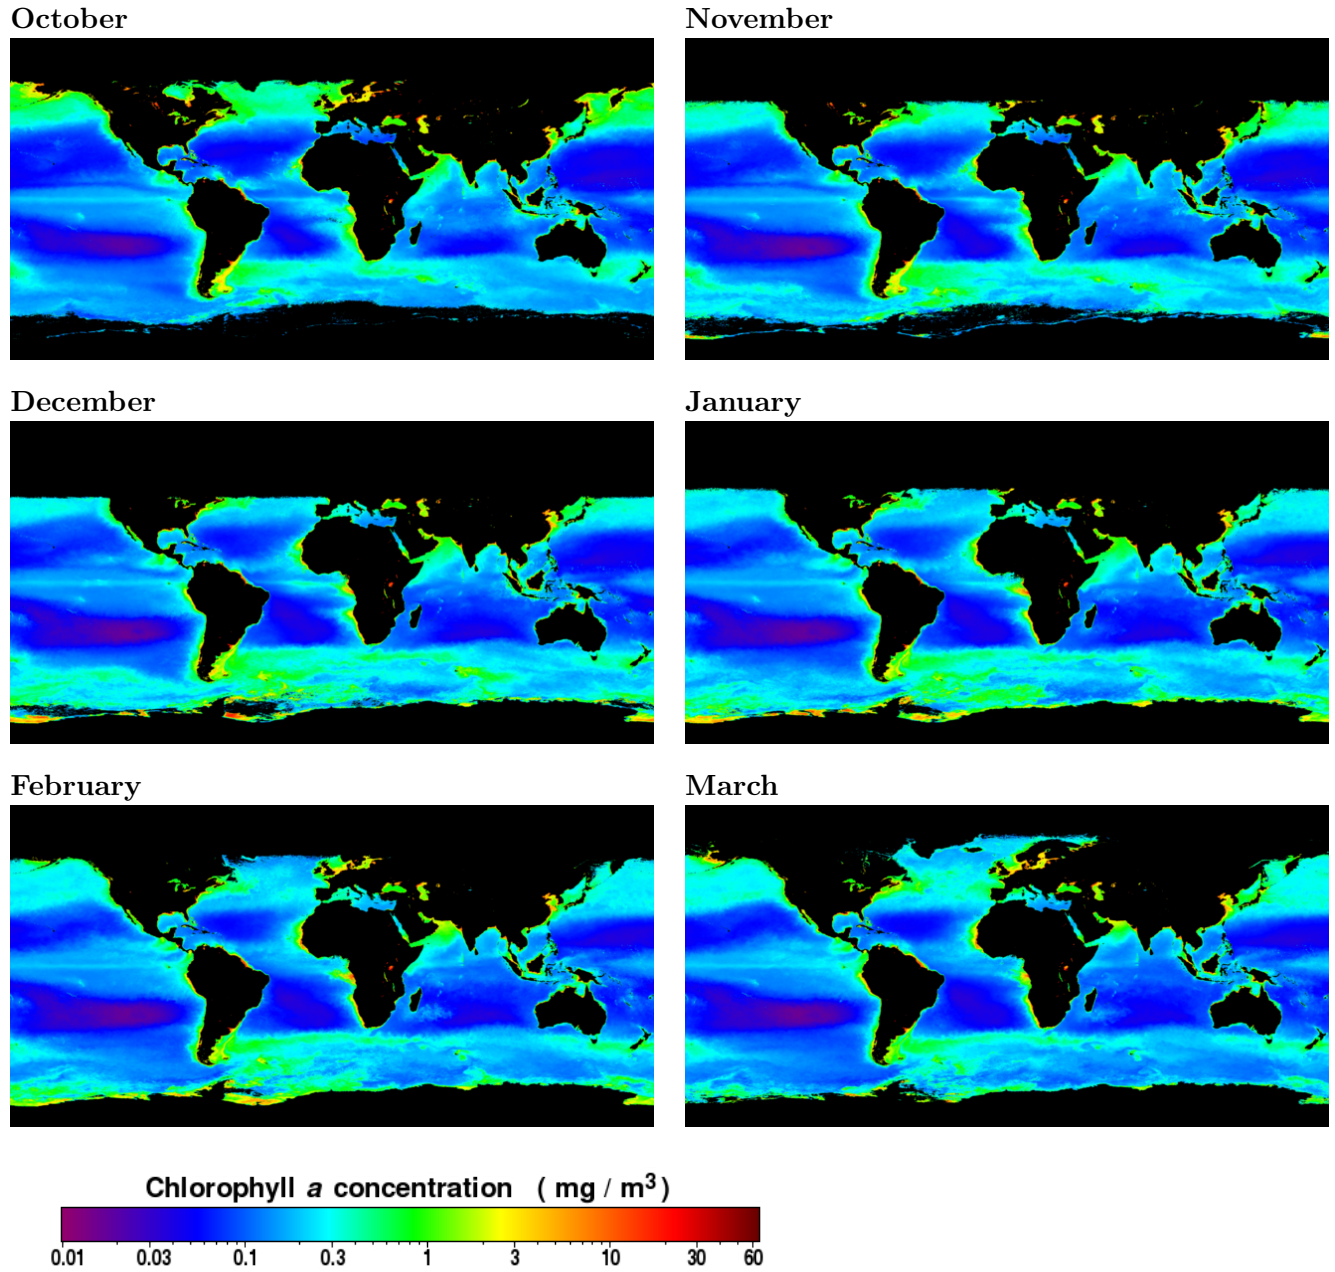 October
November
December
January
February
March
Chlorophyll a concentration ( mg / m³ )
0.01 0.03 0.1 0.3 1 3 10 30 60